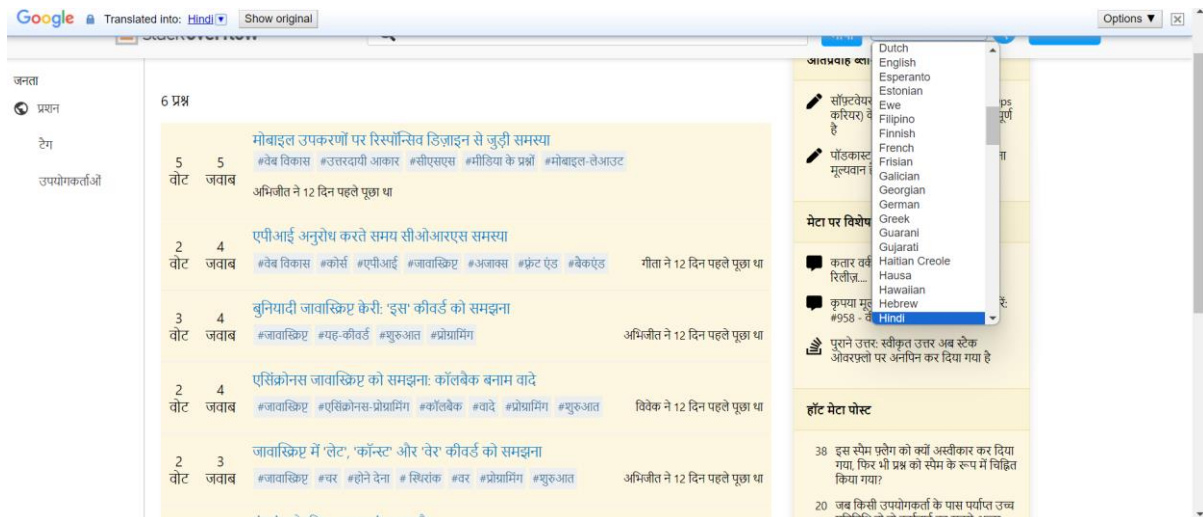 Google Translated into: Hindi Show original Options ▼
जनता
प्रशन
टैग
उपयोगकर्ताओं
6 प्रश्न
मोबाइल उपकरणों पर रिस्पॉन्सिव डिज़ाइन से जुड़ी समस्या
5 वोट 5 जवाब
#वेब विकास #उत्तरदायी आकार #सीएसएस #मीडिया के प्रश्नों #मोबाइल-लेआउट
अभिजीत ने 12 दिन पहले पूछा था
एपीआई अनुरोध करते समय सीओआरएस समस्या
2 वोट 4 जवाब
#वेब विकास #कोर्स #एपीआई #जावास्क्रिप्ट #अजाक्स #फ़्रंट एंड #बैकएंड
गीता ने 12 दिन पहले पूछा था
बुनियादी जावास्क्रिप्ट क्वेरी: 'इस' कीवर्ड को समझना
3 वोट 4 जवाब
#जावास्क्रिप्ट #यह-कीवर्ड #शुरुआत #प्रोग्रामिंग
अभिजीत ने 12 दिन पहले पूछा था
एसिंक्रोनस जावास्क्रिप्ट को समझना: कॉलबैक बनाम वादे
2 वोट 4 जवाब
#जावास्क्रिप्ट #एसिंक्रोनस-प्रोग्रामिंग #कॉलबैक #वादे #प्रोग्रामिंग #शुरुआत
विवेक ने 12 दिन पहले पूछा था
जावास्क्रिप्ट में 'लेट', 'कॉन्स्ट' और 'वेर' कीवर्ड को समझना
2 वोट 3 जवाब
#जावास्क्रिप्ट #चर #होने देना # स्थिरांक #वर #प्रोग्रामिंग #शुरुआत
अभिजीत ने 12 दिन पहले पूछा था
Dutch
English
Esperanto
Estonian
Ewe
Filipino
Finnish
French
Frisian
Galician
Georgian
German
Greek
Guarani
Gujarati
Haitian Creole
Hausa
Hawaiian
Hebrew
Hindi
सॉफ़्टवेयर
करियर)
है
पॉडकास्ट
मूल्यवान
मेटा पर विशेष
कतार
रिलीज़....
कृपया
#958 -
पुराने उत्तर: स्वीकृत उत्तर अब स्टैक
ओवरफ़्लो पर अनपिन कर दिया गया है
हॉट मेटा पोस्ट
38 इस स्पैम फ़्लैग को क्यों अस्वीकार कर दिया
गया, फिर भी प्रश्न को स्पैम के रूप में चिह्नित
किया गया?
20 जब किसी उपयोगकर्ता के पास पर्याप्त उच्च